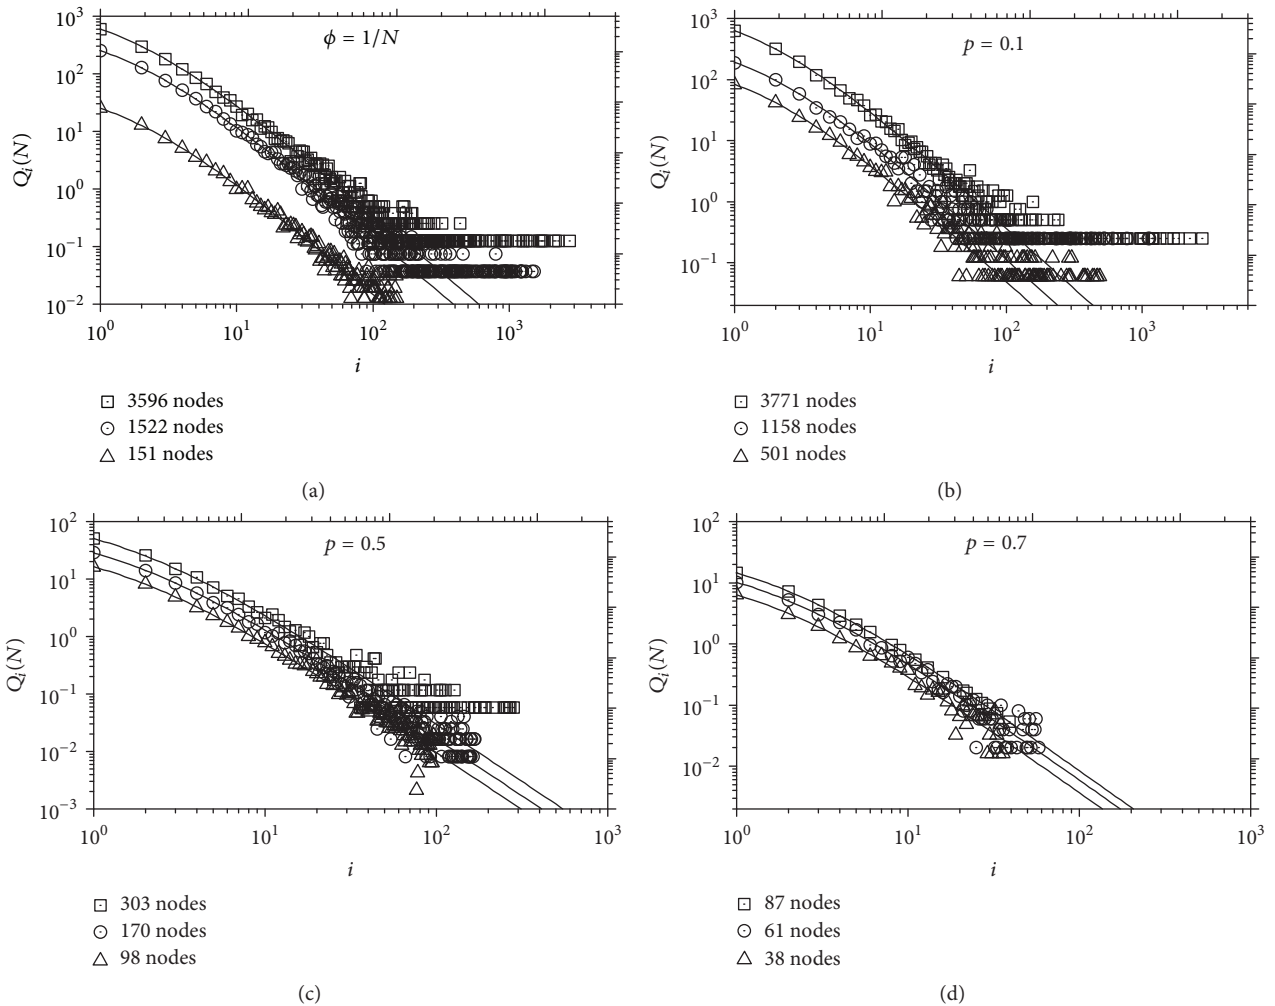 ϕ = 1/N
Q_i(N)
10^3
10^2
10^1
10^0
10^−1
10^−2
10^0 10^1 10^2 10^3
i
3596 nodes
1522 nodes
151 nodes
(a)
p = 0.1
Q_i(N)
10^3
10^2
10^1
10^0
10^−1
10^0 10^1 10^2 10^3
i
3771 nodes
1158 nodes
501 nodes
(b)
p = 0.5
Q_i(N)
10^2
10^1
10^0
10^−1
10^−2
10^−3
10^0 10^1 10^2 10^3
i
303 nodes
170 nodes
98 nodes
(c)
p = 0.7
Q_i(N)
10^2
10^1
10^0
10^−1
10^−2
10^0 10^1 10^2 10^3
i
87 nodes
61 nodes
38 nodes
(d)